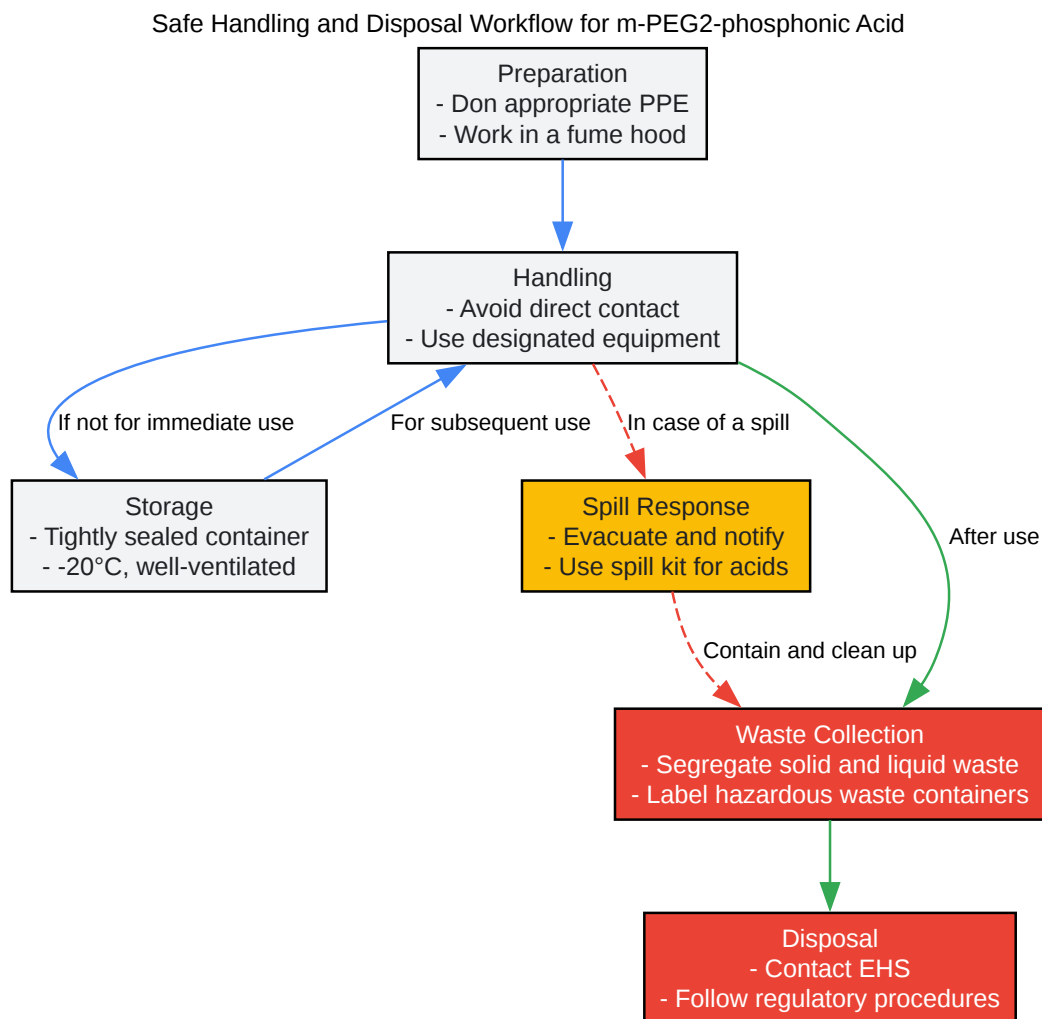 Safe Handling and Disposal Workflow for m-PEG2-phosphonic Acid
Preparation
- Don appropriate PPE
- Work in a fume hood
Handling
- Avoid direct contact
- Use designated equipment
If not for immediate use
For subsequent use
In case of a spill
Storage
- Tightly sealed container
- -20°C, well-ventilated
Spill Response
- Evacuate and notify
- Use spill kit for acids
After use
Contain and clean up
Waste Collection
- Segregate solid and liquid waste
- Label hazardous waste containers
Disposal
- Contact EHS
- Follow regulatory procedures